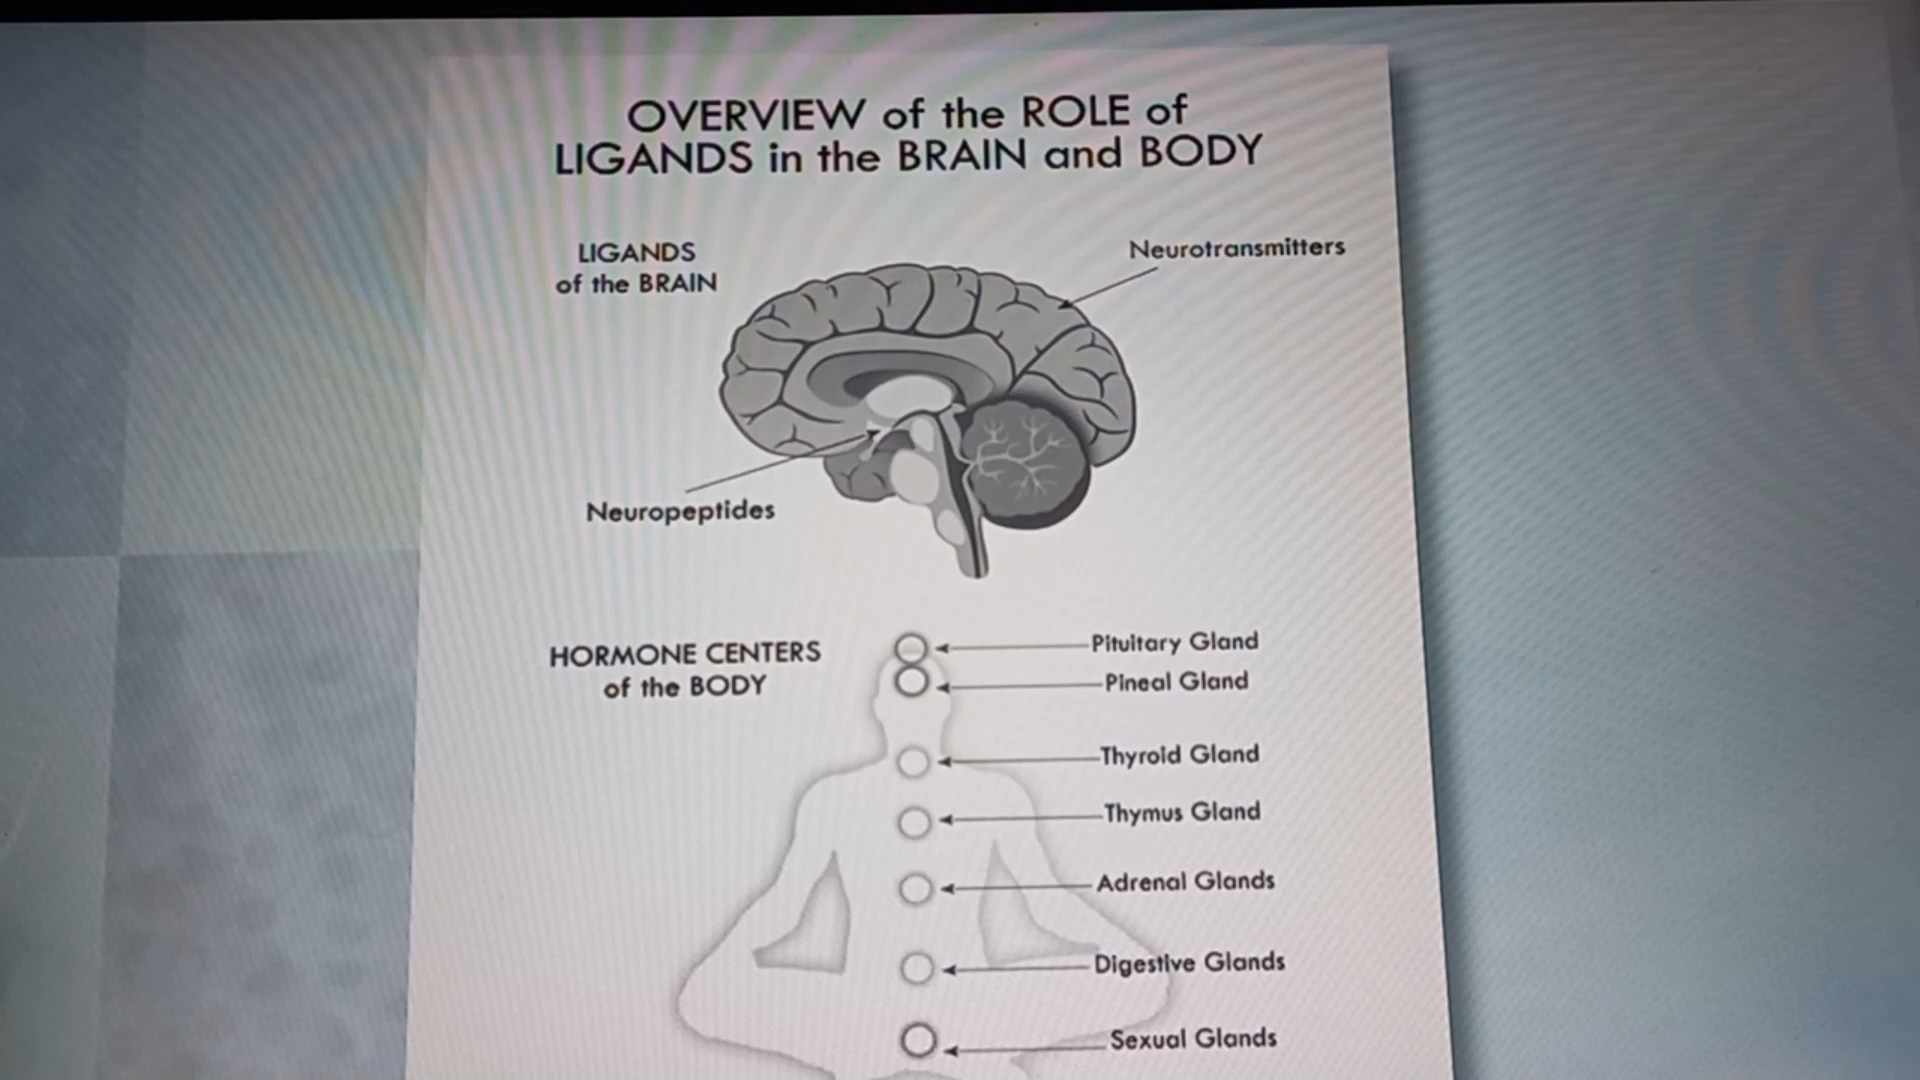 OVERVIEW of the ROLE of
LIGANDS in the BRAIN and BODY
LIGANDS
of the BRAIN
Neurotransmitters
Neuropeptides
HORMONE CENTERS
of the BODY
Pituitary Gland
Pineal Gland
Thyroid Gland
Thymus Gland
Adrenal Glands
Digestive Glands
Sexual Glands